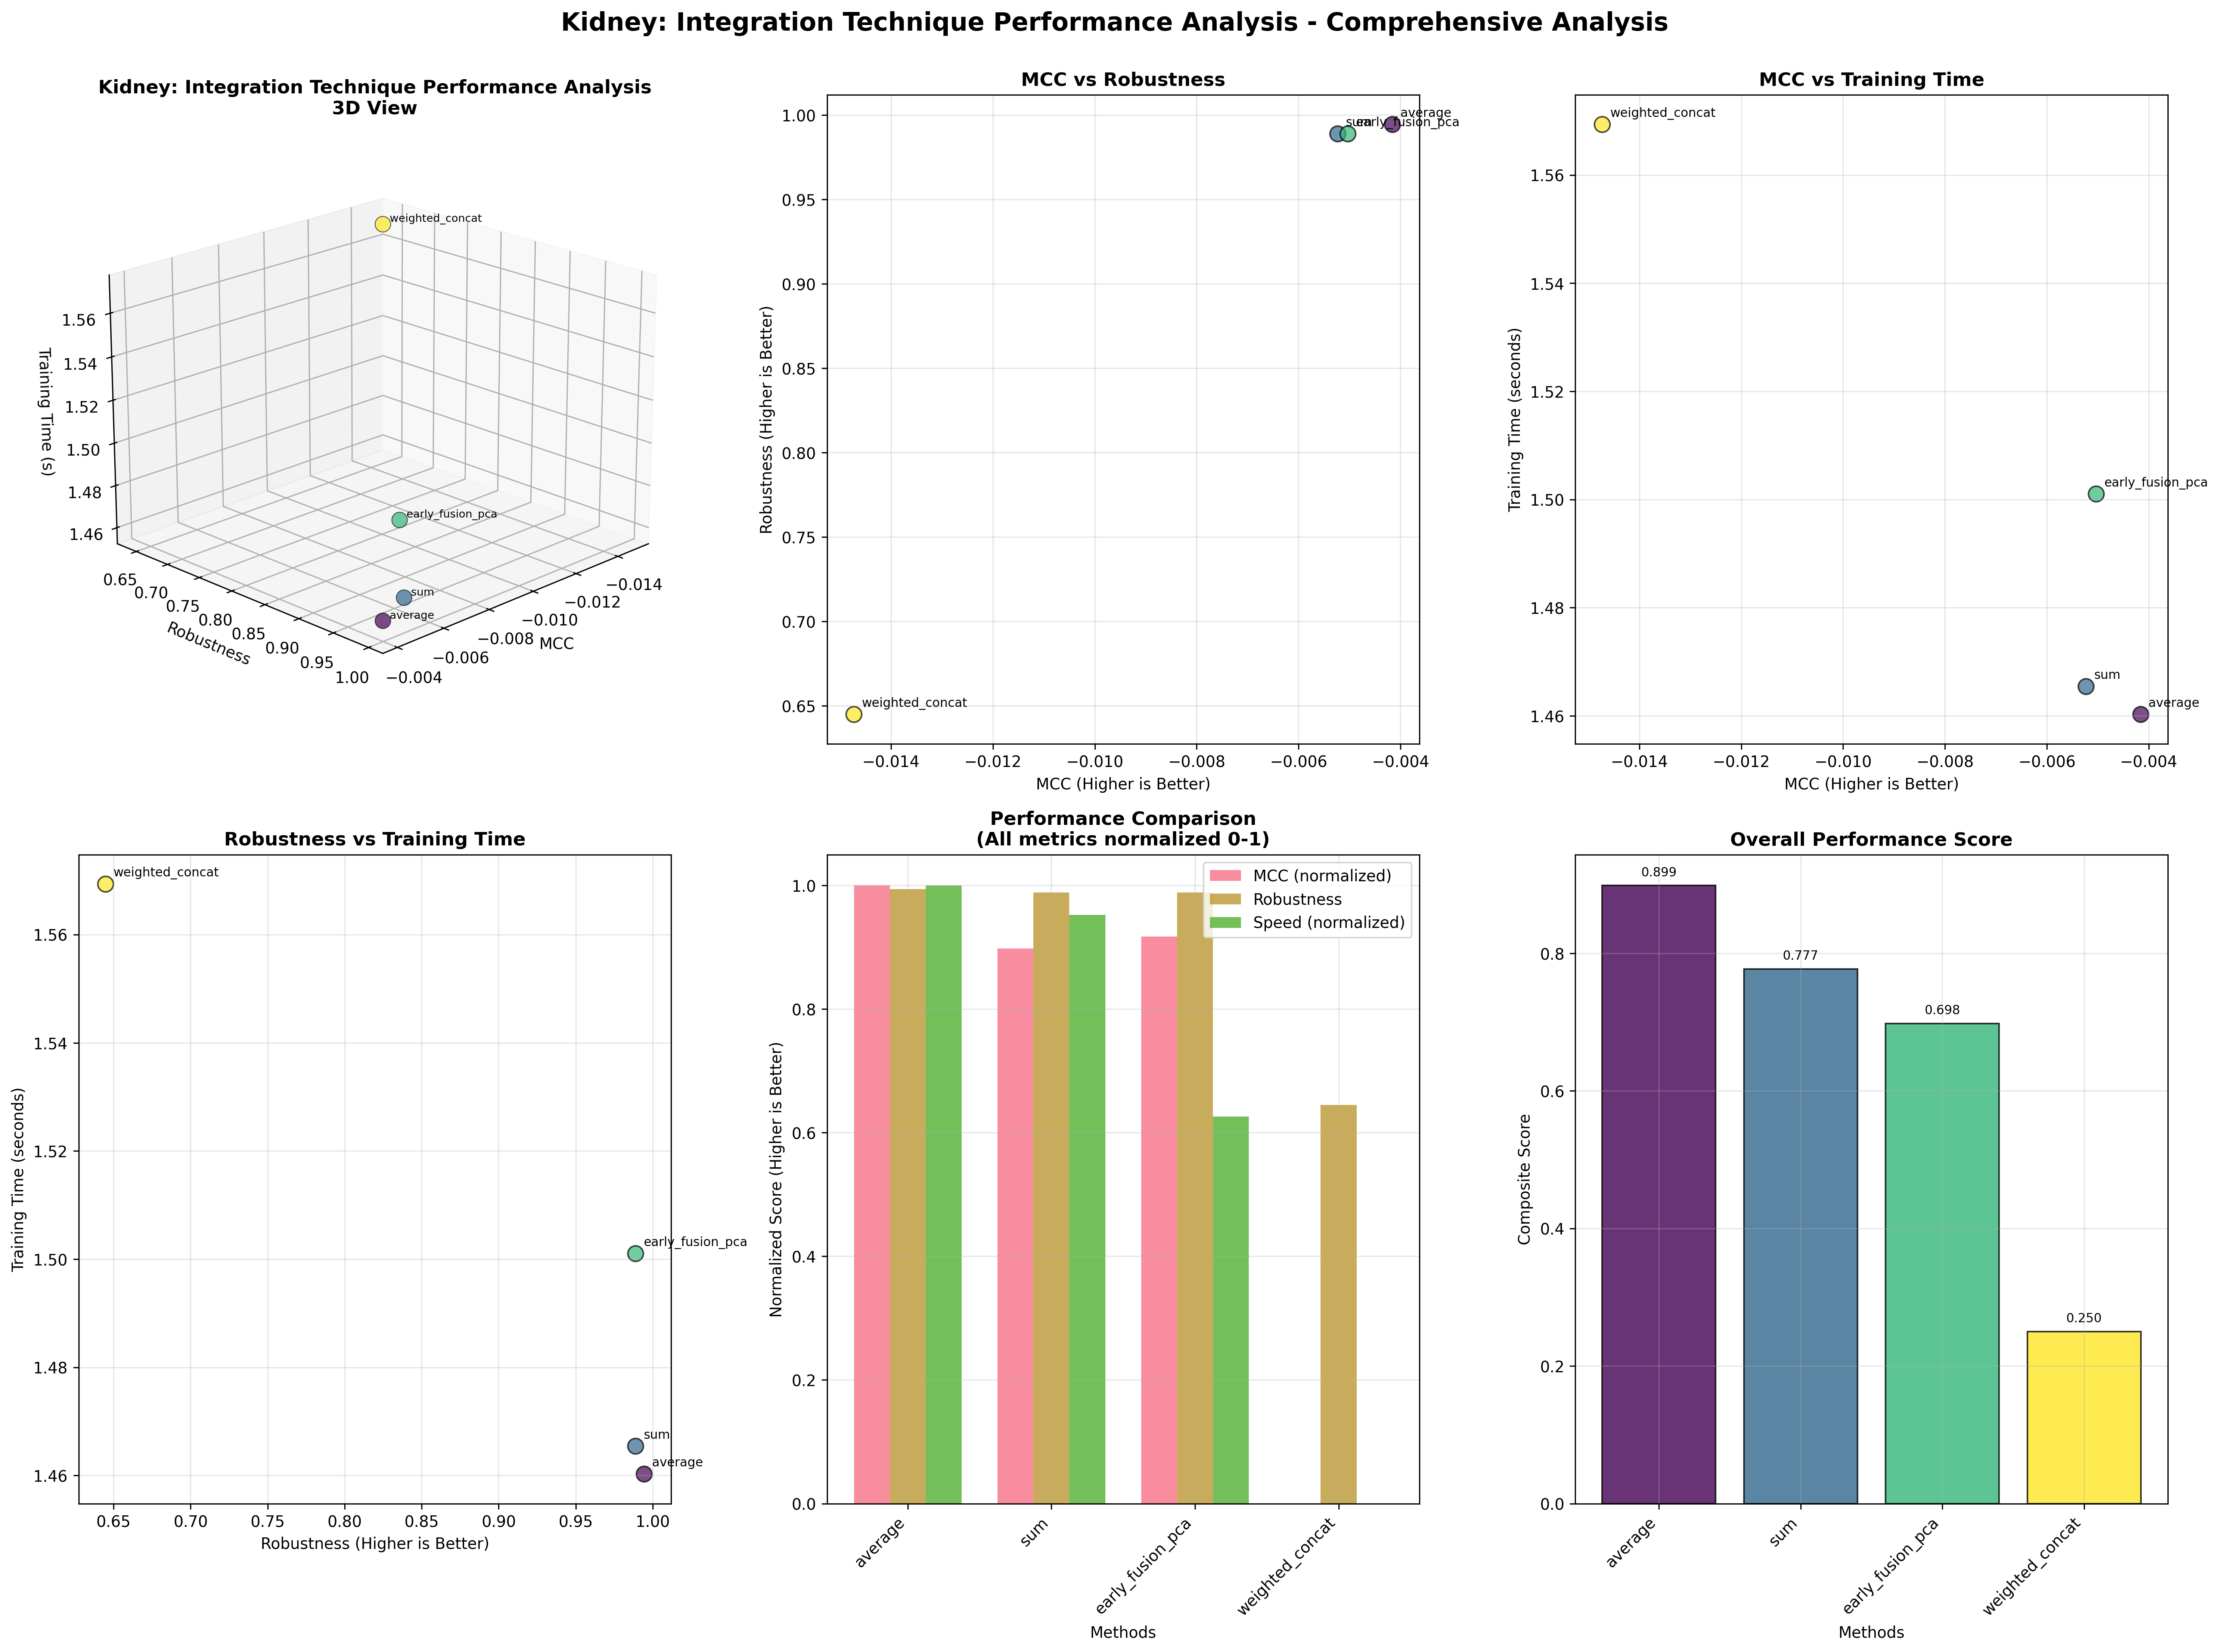 Kidney: Integration Technique Performance Analysis - Comprehensive Analysis
Kidney: Integration Technique Performance Analysis
3D View
weighted_concat
early_fusion_pca
sum
average
Training Time (s)
1.56
1.54
1.52
1.50
1.48
1.46
0.65
0.70
0.75
0.80
0.85
0.90
0.95
1.00
Robustness
−0.014
−0.012
−0.010
−0.008
−0.006
−0.004
MCC
MCC vs Robustness
Robustness (Higher is Better)
1.00
0.95
0.90
0.85
0.80
0.75
0.70
0.65
average
sum
early_fusion_pca
weighted_concat
−0.014
−0.012
−0.010
−0.008
−0.006
−0.004
MCC (Higher is Better)
MCC vs Training Time
Training Time (seconds)
1.56
1.54
1.52
1.50
1.48
1.46
weighted_concat
early_fusion_pca
sum
average
−0.014
−0.012
−0.010
−0.008
−0.006
−0.004
MCC (Higher is Better)
Robustness vs Training Time
Training Time (seconds)
1.56
1.54
1.52
1.50
1.48
1.46
weighted_concat
early_fusion_pca
sum
average
0.65
0.70
0.75
0.80
0.85
0.90
0.95
1.00
Robustness (Higher is Better)
Performance Comparison
(All metrics normalized 0-1)
Normalized Score (Higher is Better)
1.0
0.8
0.6
0.4
0.2
0.0
MCC (normalized)
Robustness
Speed (normalized)
average
sum
early_fusion_pca
weighted_concat
Methods
Overall Performance Score
Composite Score
0.8
0.6
0.4
0.2
0.0
0.899
0.777
0.698
0.250
average
sum
early_fusion_pca
weighted_concat
Methods